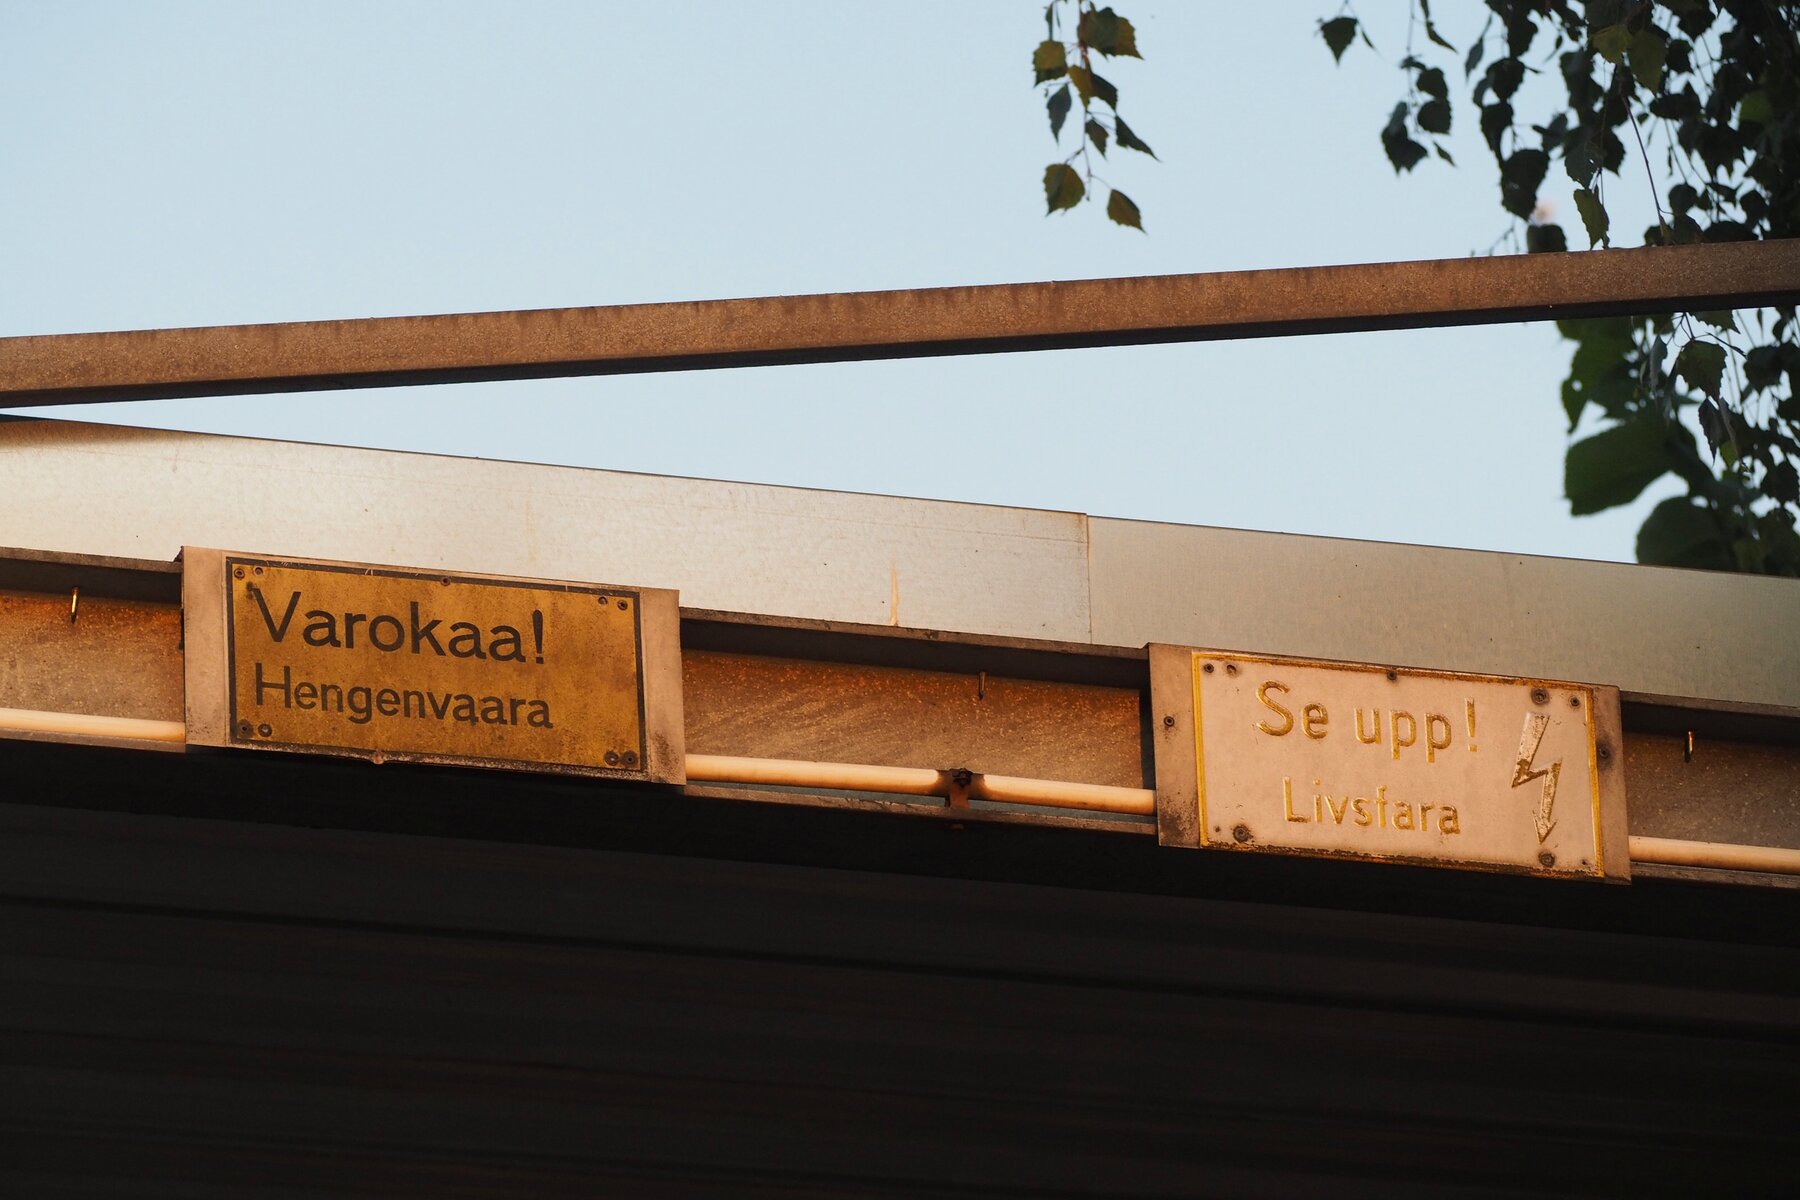 Varokaa!
Hengenvaara
Se upp!
Livsfara